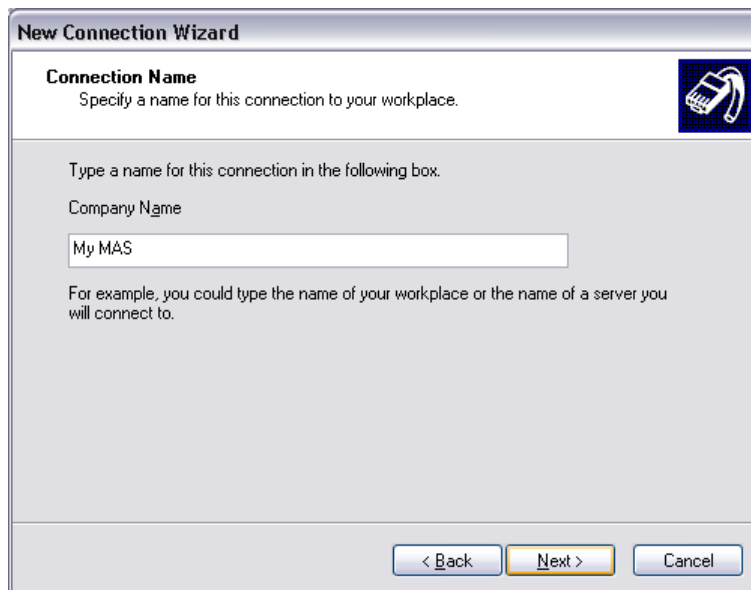 New Connection Wizard
Connection Name
Specify a name for this connection to your workplace.
Type a name for this connection in the following box.
Company Name
My MAS
For example, you could type the name of your workplace or the name of a server you
will connect to.
< Back Next > Cancel